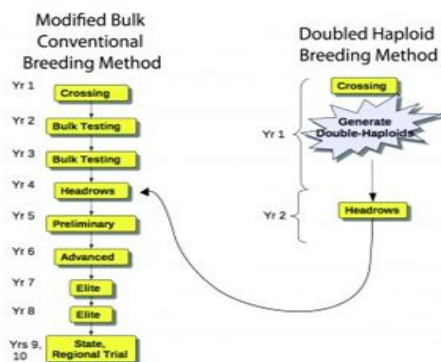 Modified Bulk
Conventional
Breeding Method
Yr 1
Crossing
Yr 2
Bulk Testing
Yr 3
Bulk Testing
Yr 4
Headrows
Yr 5
Preliminary
Yr 6
Advanced
Yr 7
Elite
Yr 8
Elite
Yrs 9,
10
State,
Regional Trial
Doubled Haploid
Breeding Method
Crossing
Yr 1
Generate
Double-Haploids
Yr 2
Headrows